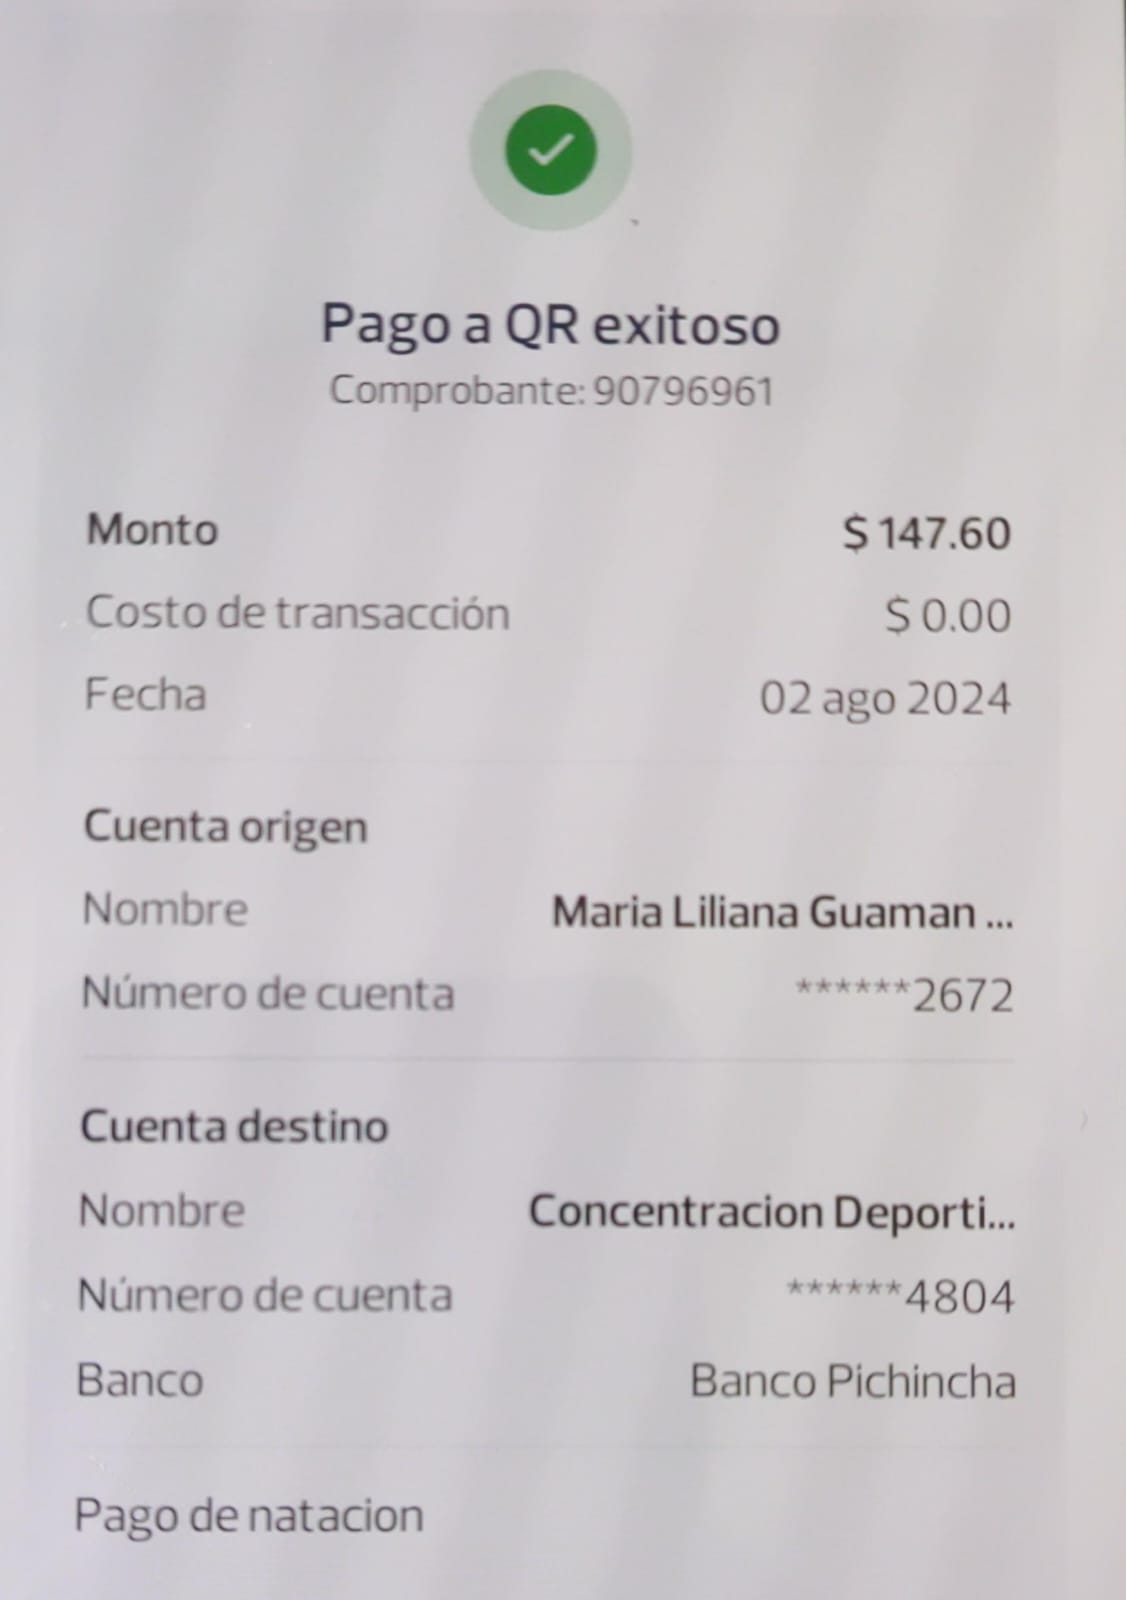 Pago a QR exitoso
Comprobante: 90796961
Monto $ 147.60
Costo de transacción $ 0.00
Fecha 02 ago 2024
Cuenta origen
Nombre Maria Liliana Guaman ...
Número de cuenta ******2672
Cuenta destino
Nombre Concentracion Deporti...
Número de cuenta ******4804
Banco Banco Pichincha
Pago de natacion